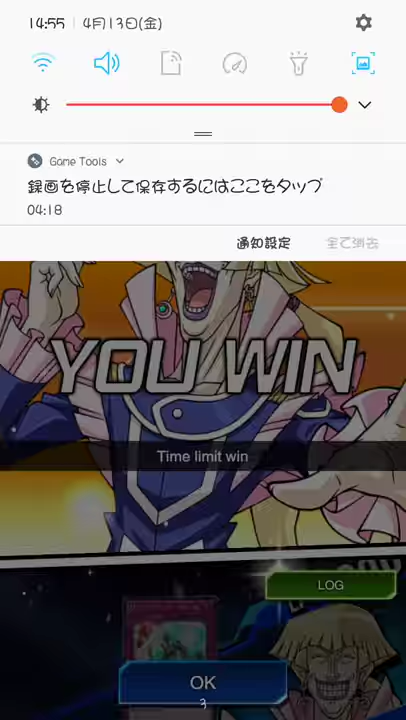 14:55 4月13日(金)
Game Tools
録画を停止して保存するにはここをタップ
04:18
通知設定 全て消去
YOU WIN
Time limit win
LOG
OK
3